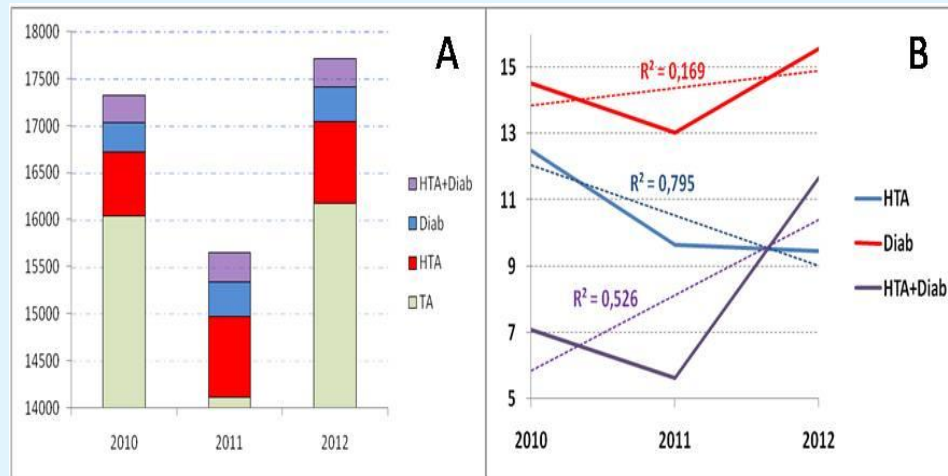 A
18000
17500
17000
16500
16000
15500
15000
14500
14000
2010
2011
2012
HTA+Diab
Diab
HTA
TA
B
15
13
11
9
7
5
R² = 0,169
R² = 0,795
R² = 0,526
2010
2011
2012
HTA
Diab
HTA+Diab